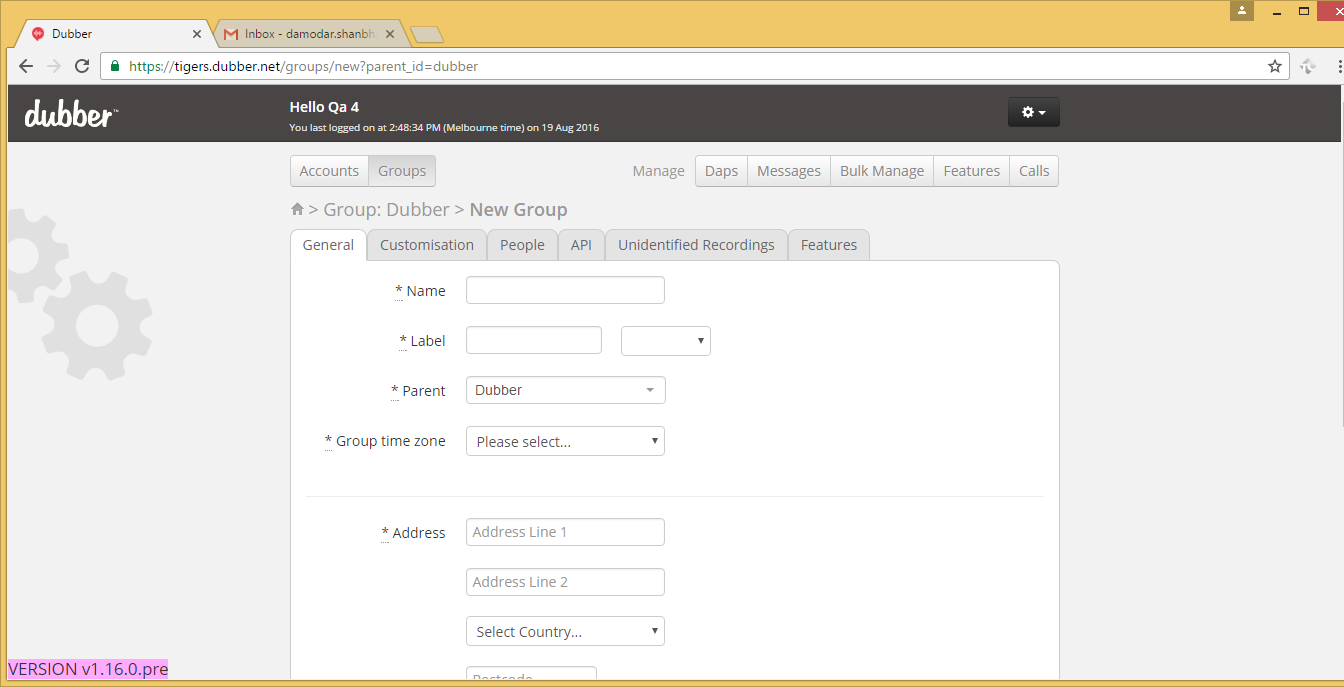 Dubber
Inbox - damodar.shanbh
https://tigers.dubber.net/groups/new?parent_id=dubber
dubber™
Hello Qa 4
You last logged on at 2:48:34 PM (Melbourne time) on 19 Aug 2016
Accounts Groups Manage Daps Messages Bulk Manage Features Calls
> Group: Dubber > New Group
General Customisation People API Unidentified Recordings Features
* Name
* Label
* Parent Dubber
* Group time zone Please select...
* Address Address Line 1
Address Line 2
Select Country...
Postcode
VERSION v1.16.0.pre